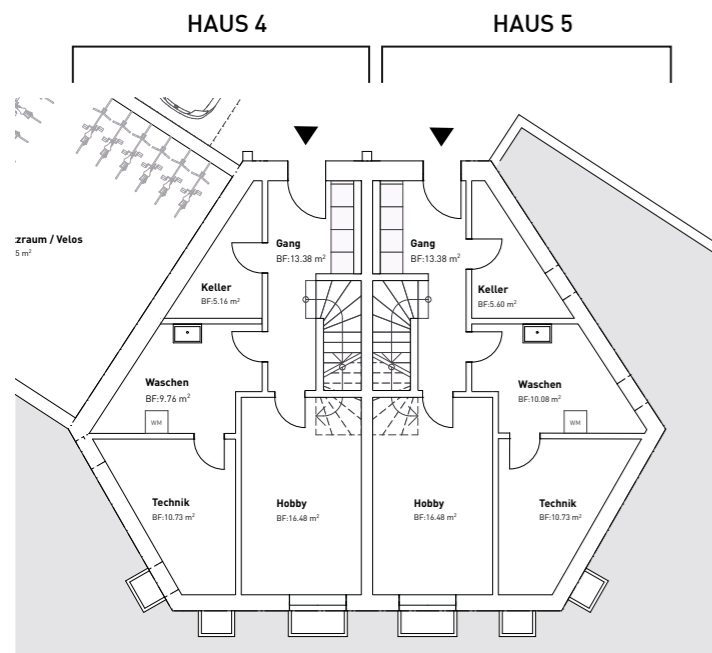 HAUS 4
HAUS 5
zraum / Velos
5 m²
Gang
BF:13.38 m²
Gang
BF:13.38 m²
Keller
BF:5.16 m²
Keller
BF:5.60 m²
Waschen
BF:9.76 m²
WM
Waschen
BF:10.08 m²
WM
Technik
BF:10.73 m²
Hobby
BF:16.48 m²
Hobby
BF:16.48 m²
Technik
BF:10.73 m²